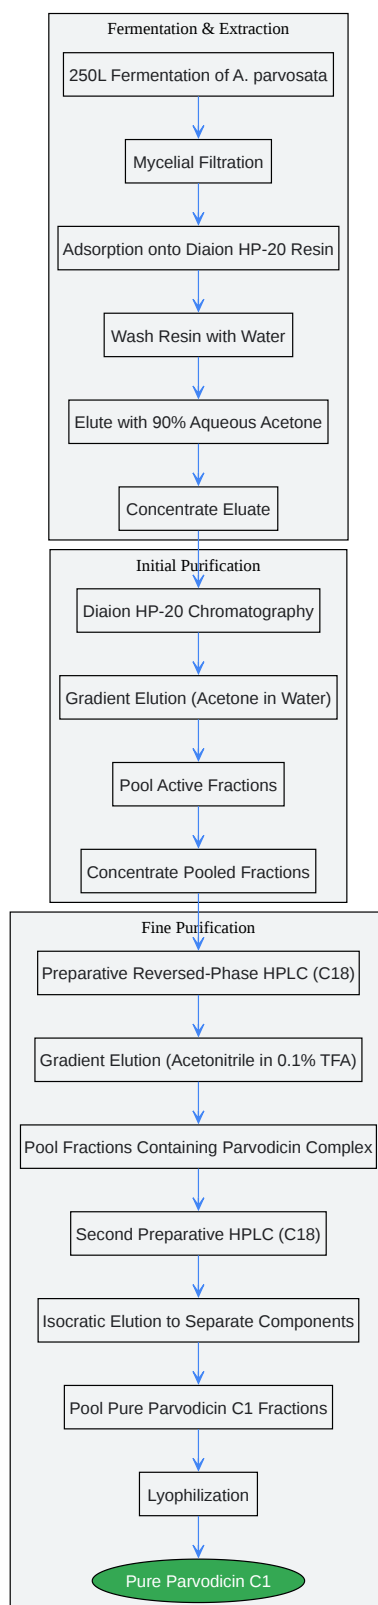 Fermentation & Extraction
250L Fermentation of A. parvosata
Mycelial Filtration
Adsorption onto Diaion HP-20 Resin
Wash Resin with Water
Elute with 90% Aqueous Acetone
Concentrate Eluate
Initial Purification
Diaion HP-20 Chromatography
Gradient Elution (Acetone in Water)
Pool Active Fractions
Concentrate Pooled Fractions
Fine Purification
Preparative Reversed-Phase HPLC (C18)
Gradient Elution (Acetonitrile in 0.1% TFA)
Pool Fractions Containing Parvodicin Complex
Second Preparative HPLC (C18)
Isocratic Elution to Separate Components
Pool Pure Parvodicin C1 Fractions
Lyophilization
Pure Parvodicin C1